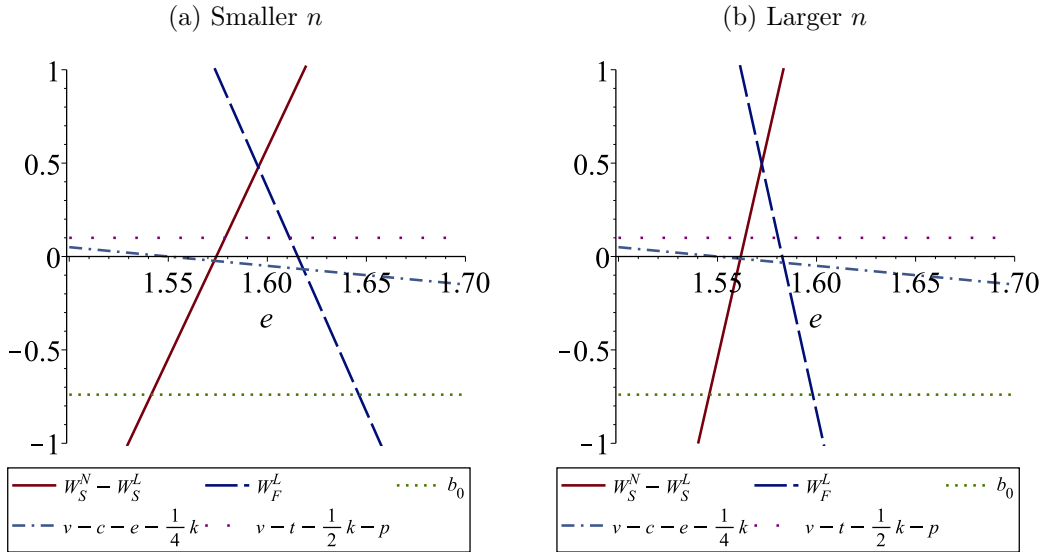 (a) Smaller n
(b) Larger n
1
0.5
0
−0.5
−1
1.55
1.60
1.65
1.70
e
1
0.5
0
−0.5
−1
1.55
1.60
1.65
1.70
e
W_S^N − W_S^L W_F^L b_0
v − c − e − 1/4 k v − t − 1/2 k − p
W_S^N − W_S^L W_F^L b_0
v − c − e − 1/4 k v − t − 1/2 k − p